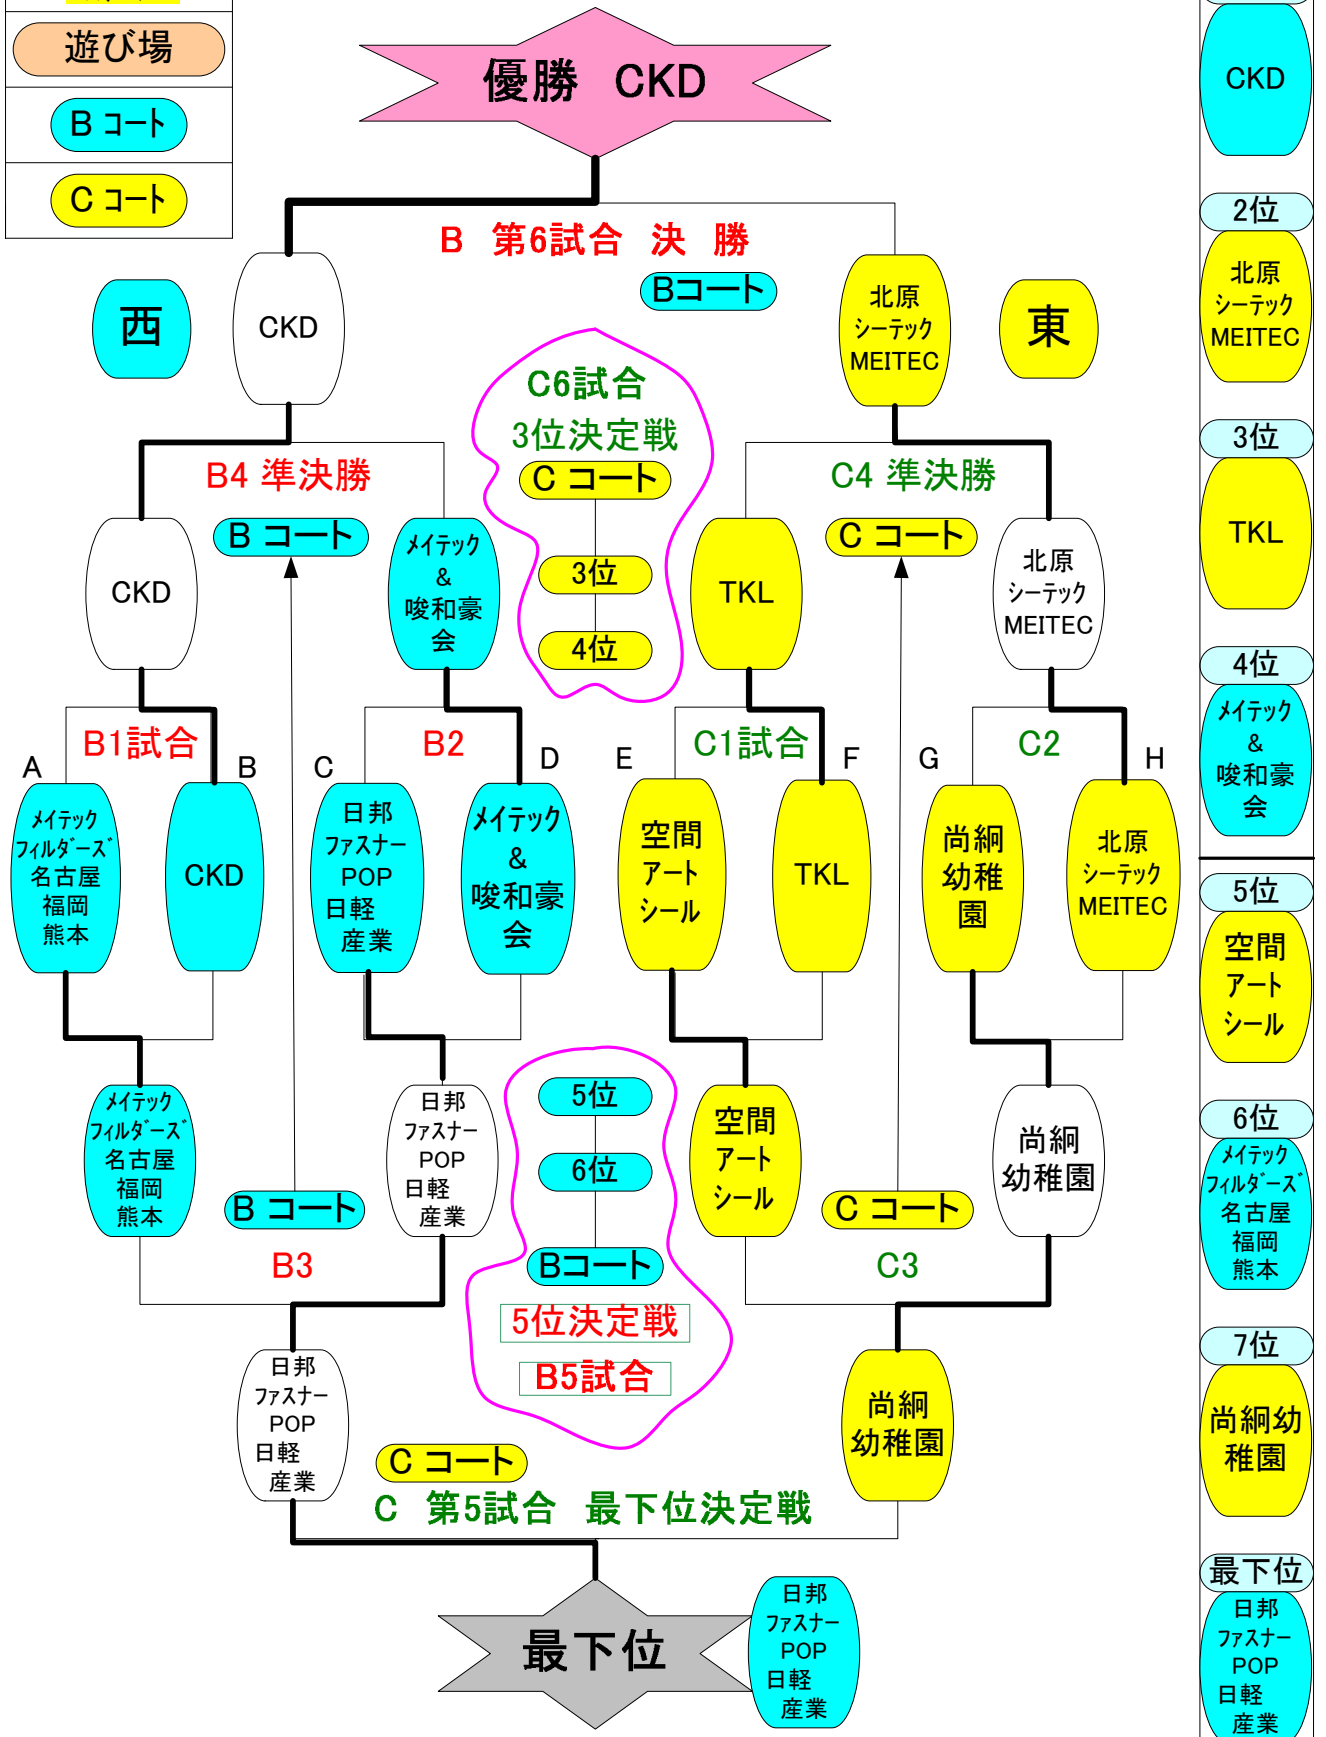 遊び場
B コート
C コート
優勝 CKD
B 第6試合 決 勝
Bコート
西
CKD
北原
シーテック
MEITEC
東
C6試合
3位決定戦
C コート
3位
4位
B4 準決勝
B コート
C4 準決勝
C コート
CKD
メイテック
&
唆和豪
会
TKL
北原
シーテック
MEITEC
B1試合
B2
C1試合
C2
A
B
C
D
E
F
G
H
メイテック
フィルダーズ
名古屋
福岡
熊本
CKD
日邦
ファスナー
POP
日軽
産業
メイテック
&
唆和豪
会
空間
アート
シール
TKL
尚絅
幼稚
園
北原
シーテック
MEITEC
メイテック
フィルダーズ
名古屋
福岡
熊本
日邦
ファスナー
POP
日軽
産業
5位
6位
Bコート
5位決定戦
B5試合
空間
アート
シール
尚絅
幼稚園
B コート
B3
C コート
C3
日邦
ファスナー
POP
日軽
産業
尚絅
幼稚園
C コート
C 第5試合 最下位決定戦
最下位
日邦
ファスナー
POP
日軽
産業
CKD
2位
北原
シーテック
MEITEC
3位
TKL
4位
メイテック
&
唆和豪
会
5位
空間
アート
シール
6位
メイテック
フィルダーズ
名古屋
福岡
熊本
7位
尚絅幼
稚園
最下位
日邦
ファスナー
POP
日軽
産業